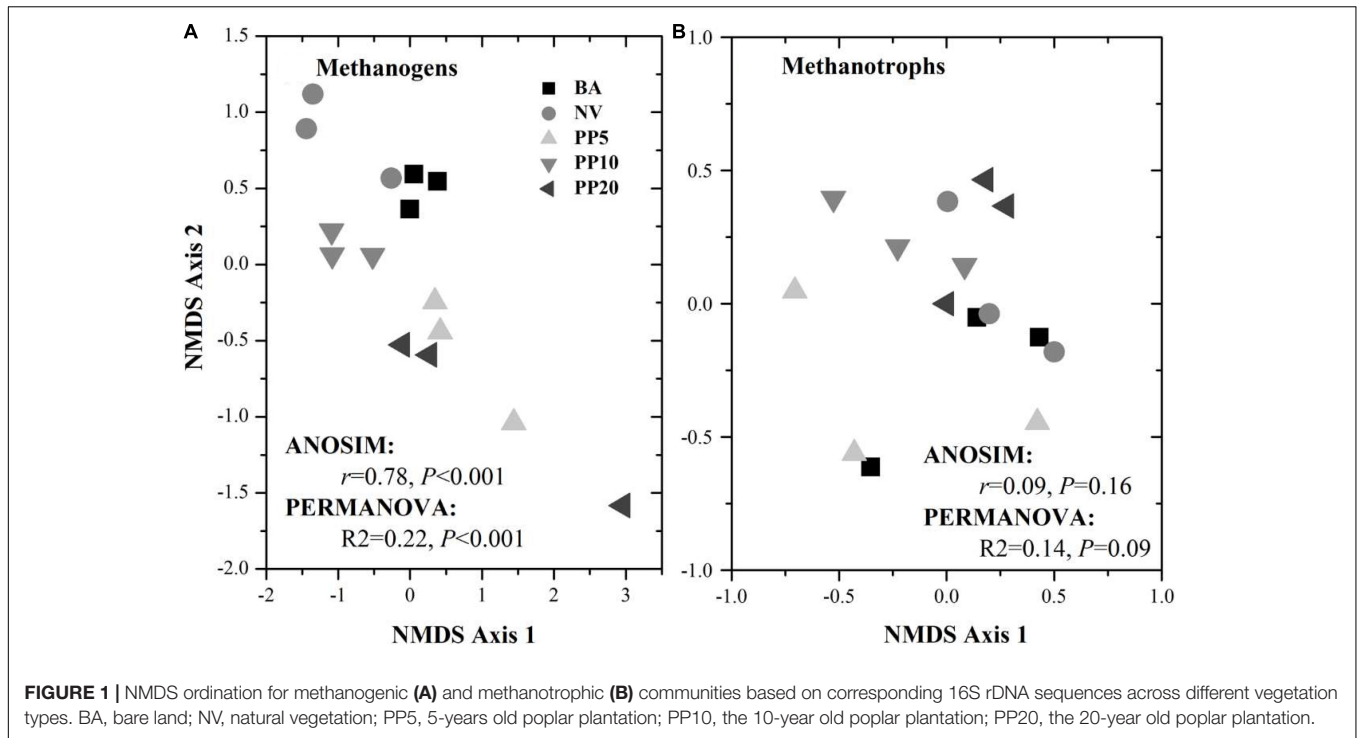 A
B
Methanogens
BA
NV
PP5
PP10
PP20
ANOSIM:
r=0.78, P<0.001
PERMANOVA:
R2=0.22, P<0.001
1.5
1.0
0.5
0.0
-0.5
-1.0
-1.5
-2.0
NMDS Axis 2
-2
-1
0
1
2
3
NMDS Axis 1
Methanotrophs
ANOSIM:
r=0.09, P=0.16
PERMANOVA:
R2=0.14, P=0.09
1.0
0.5
0.0
-0.5
-1.0
-1.0
-0.5
0.0
0.5
1.0
NMDS Axis 1
FIGURE 1 | NMDS ordination for methanogenic (A) and methanotrophic (B) communities based on corresponding 16S rDNA sequences across different vegetation
types. BA, bare land; NV, natural vegetation; PP5, 5-years old poplar plantation; PP10, the 10-year old poplar plantation; PP20, the 20-year old poplar plantation.